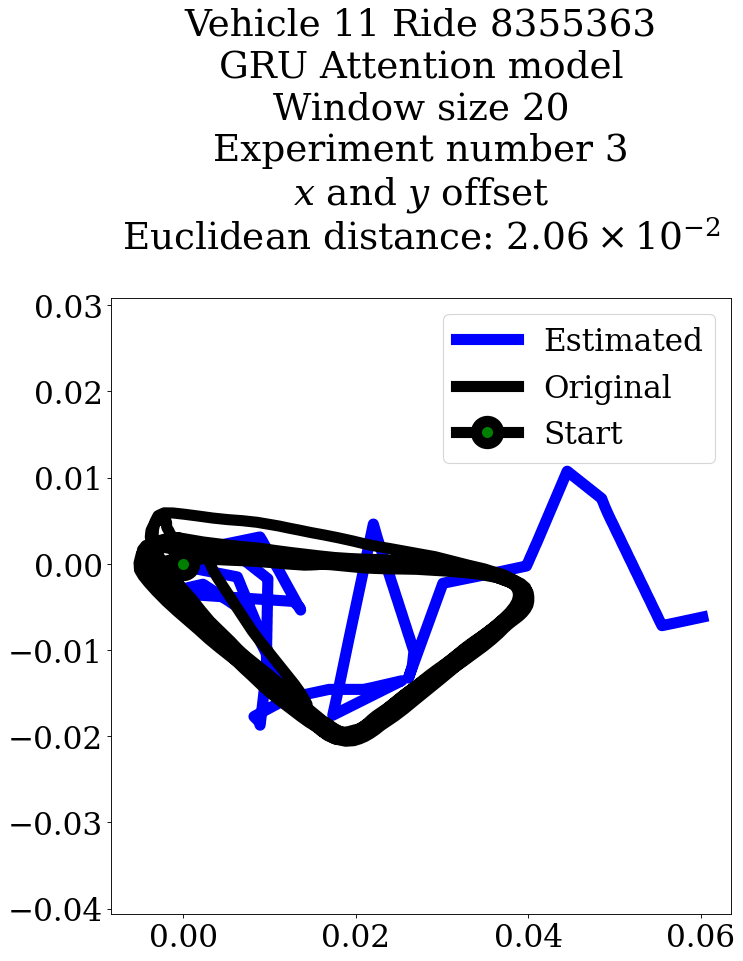 Vehicle 11 Ride 8355363
GRU Attention model
Window size 20
Experiment number 3
x and y offset
Euclidean distance: 2.06 × 10⁻²
0.03
0.02
0.01
0.00
−0.01
−0.02
−0.03
−0.04
Estimated
Original
Start
0.00 0.02 0.04 0.06